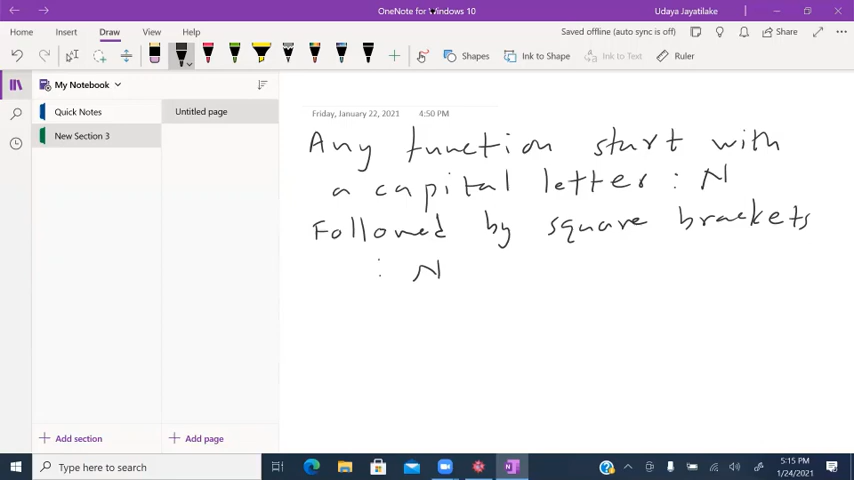 OneNote for Windows 10
Udaya Jayatilake
Home Insert Draw View Help
Saved offline (auto sync is off)
Share
Shapes Ink to Shape Ink to Text Ruler
My Notebook
Quick Notes
New Section 3
Untitled page
Friday, January 22, 2021 4:50 PM
Any function start with
a capital letter : N
Followed by square brackets
: N
+ Add section
+ Add page
Type here to search
5:15 PM
1/24/2021